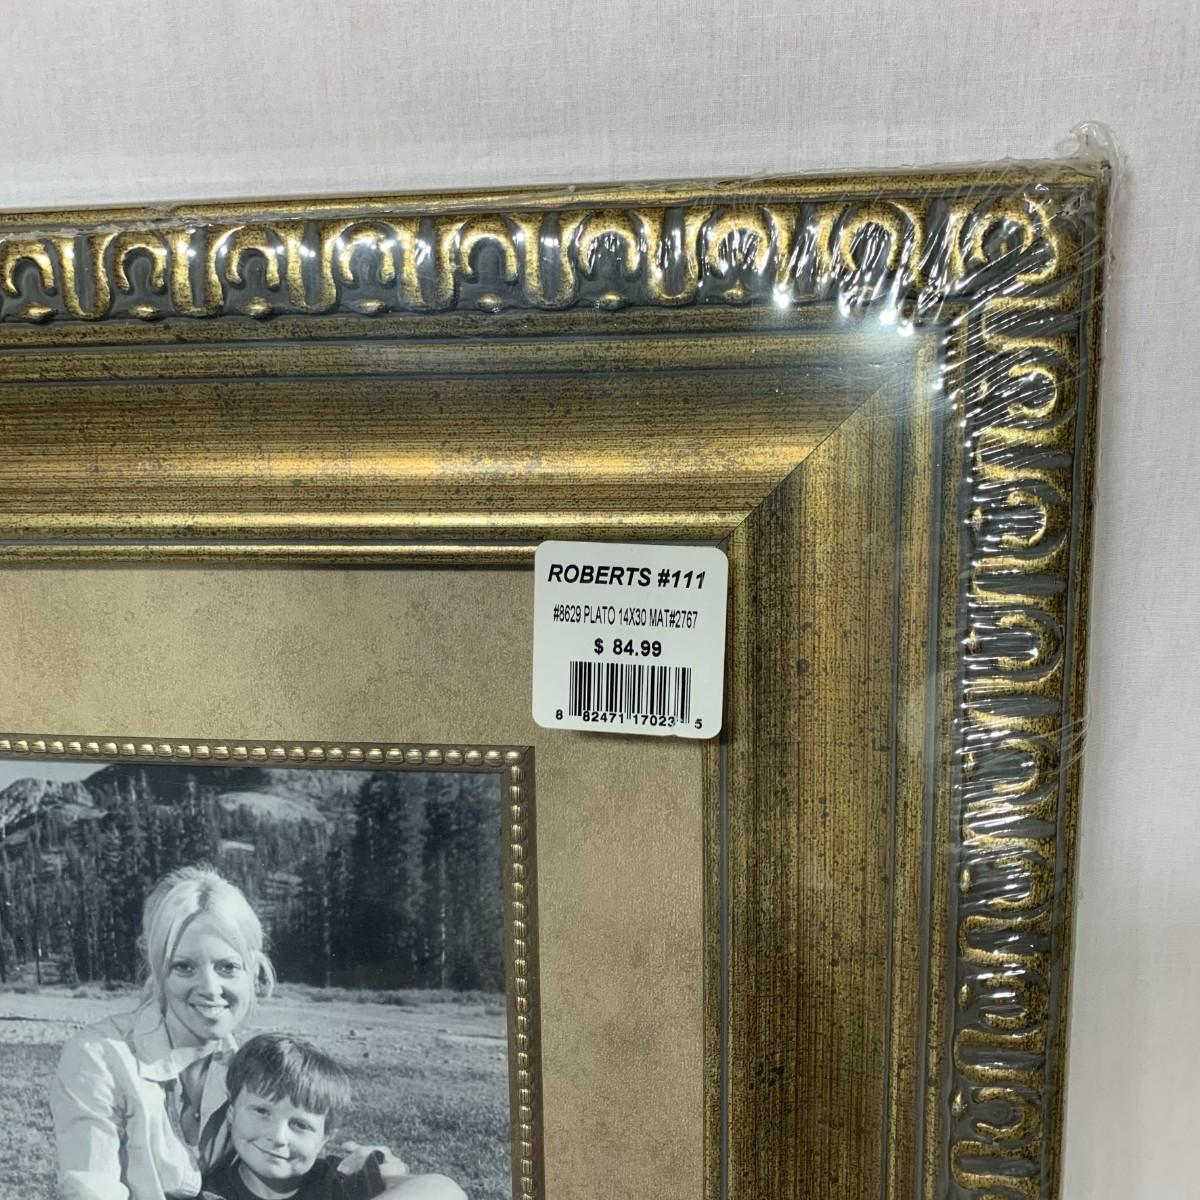 ROBERTS #111
#8629 PLATO 14X30 MAT#2767
$ 84.99
8 82471 17023 5